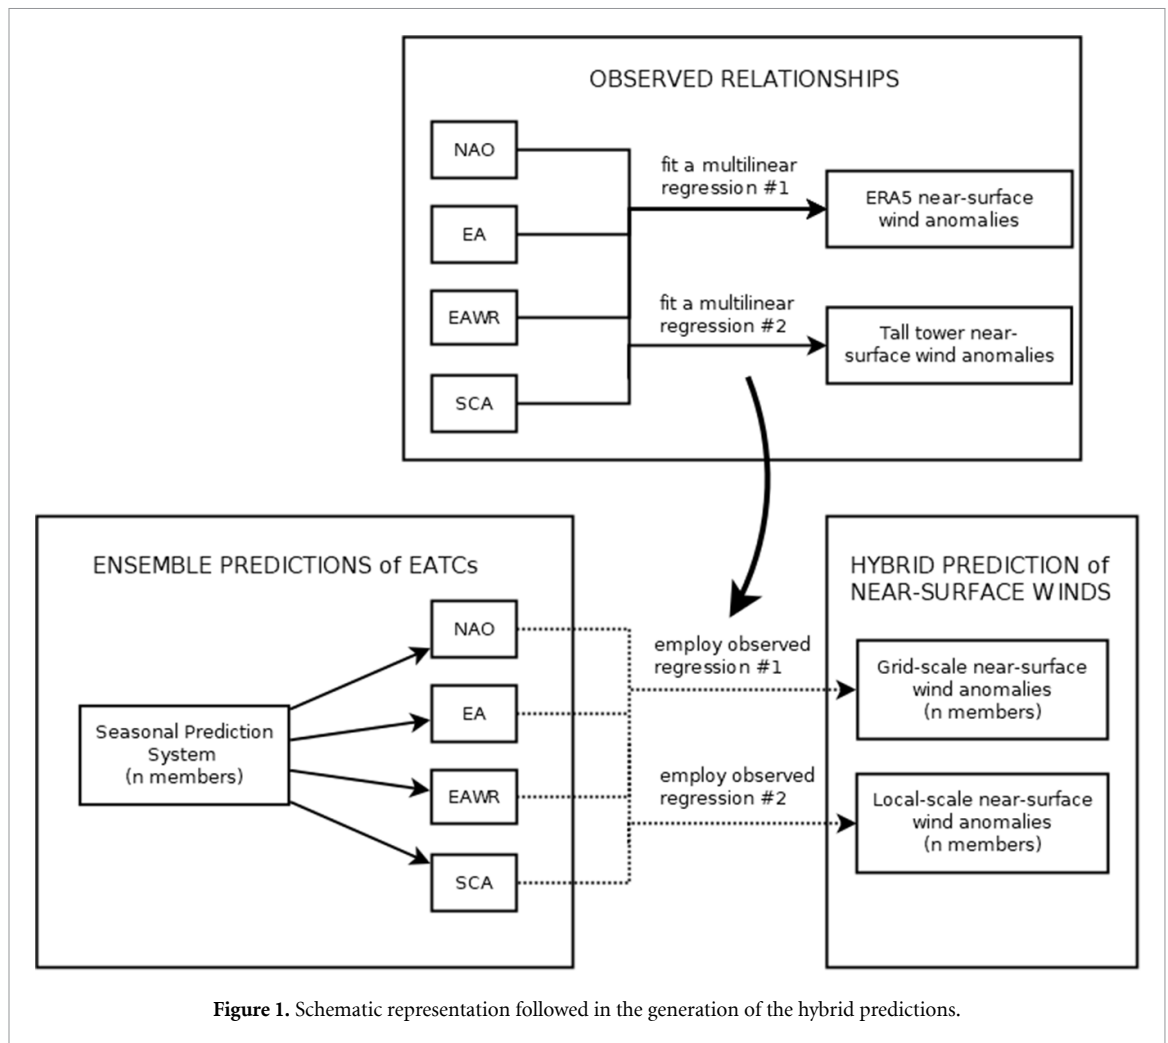 OBSERVED RELATIONSHIPS
NAO
EA
EAWR
SCA
fit a multilinear
regression #1
ERA5 near-surface
wind anomalies
fit a multilinear
regression #2
Tall tower near-
surface wind anomalies
ENSEMBLE PREDICTIONS of EATCs
Seasonal Prediction
System
(n members)
NAO
EA
EAWR
SCA
employ observed
regression #1
employ observed
regression #2
HYBRID PREDICTION of
NEAR-SURFACE WINDS
Grid-scale near-surface
wind anomalies
(n members)
Local-scale near-surface
wind anomalies
(n members)
Figure 1. Schematic representation followed in the generation of the hybrid predictions.